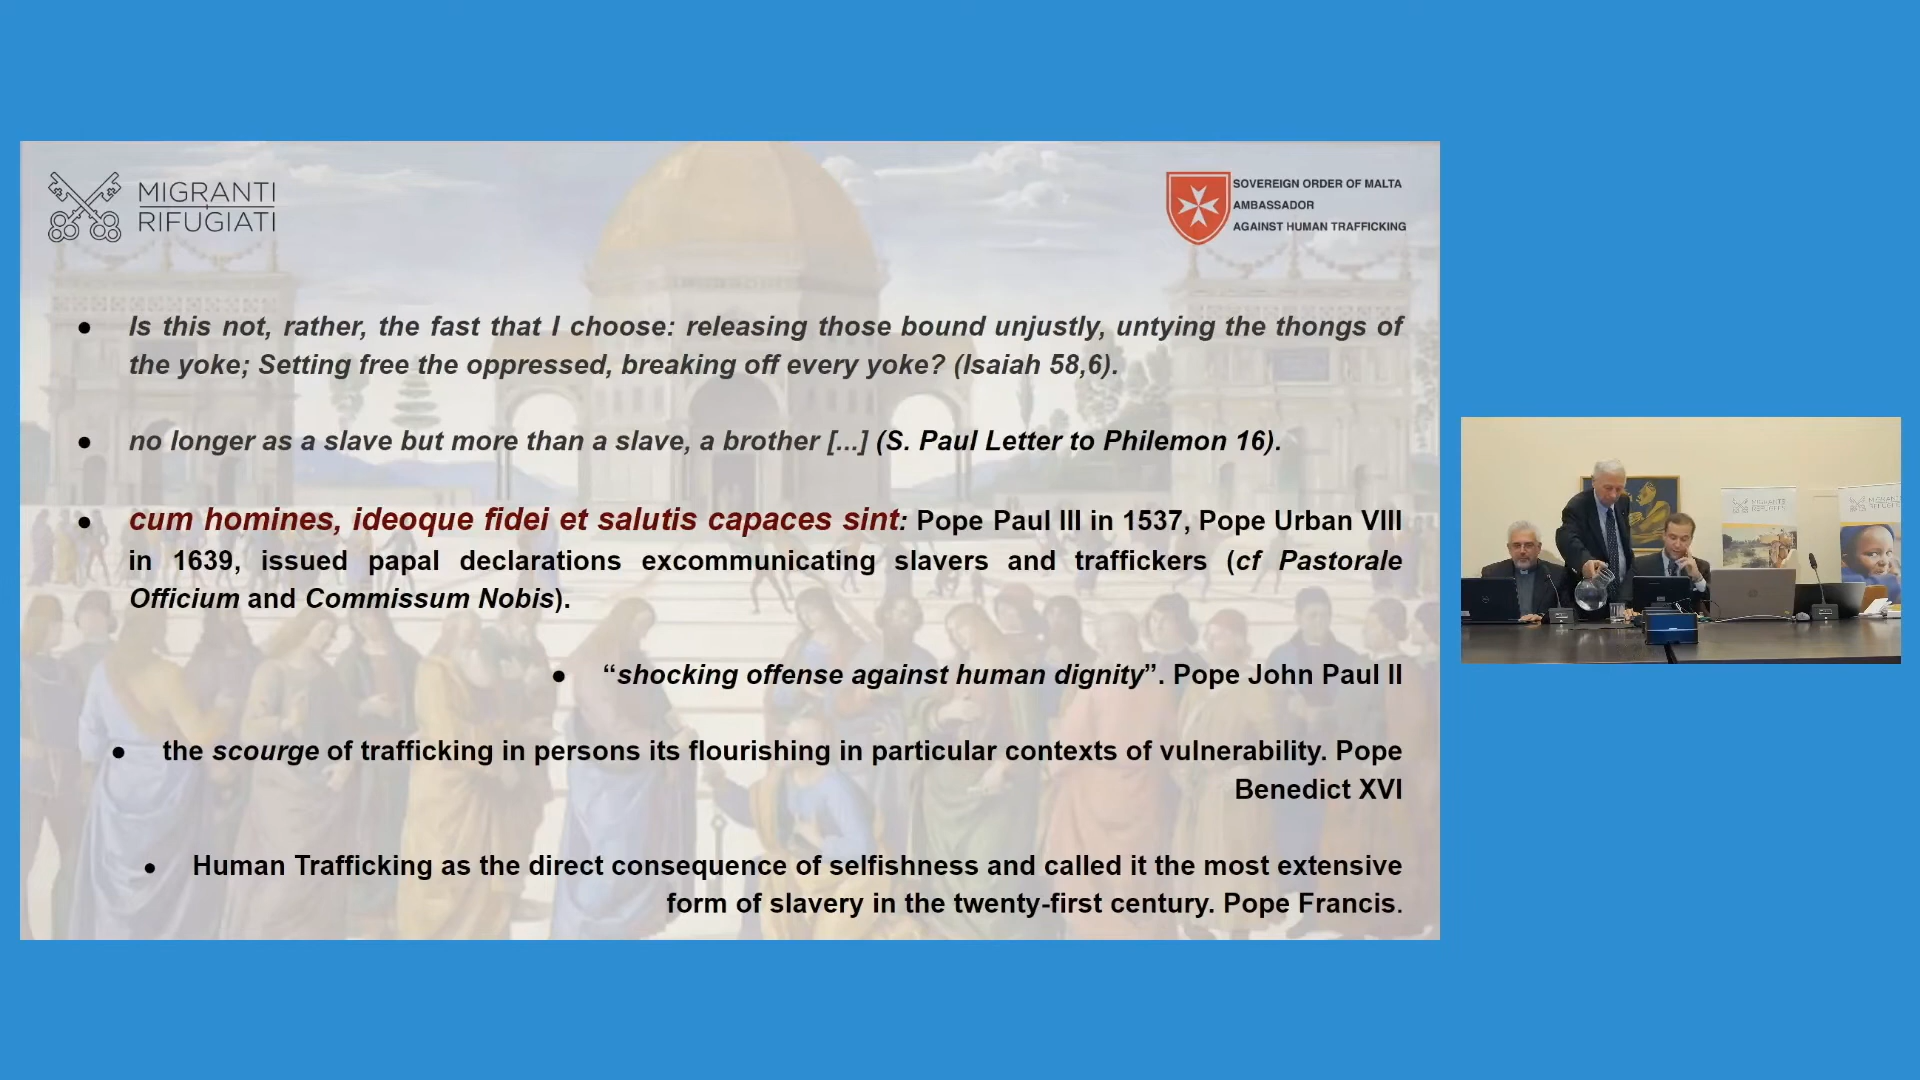 MIGRANTI
RIFUGIATI
SOVEREIGN ORDER OF MALTA
AMBASSADOR
AGAINST HUMAN TRAFFICKING
● Is this not, rather, the fast that I choose: releasing those bound unjustly, untying the thongs of
the yoke; Setting free the oppressed, breaking off every yoke? (Isaiah 58,6).
● no longer as a slave but more than a slave, a brother [...] (S. Paul Letter to Philemon 16).
● cum homines, ideoque fidei et salutis capaces sint: Pope Paul III in 1537, Pope Urban VIII
in 1639, issued papal declarations excommunicating slavers and traffickers (cf Pastorale
Officium and Commissum Nobis).
● “shocking offense against human dignity”. Pope John Paul II
● the scourge of trafficking in persons its flourishing in particular contexts of vulnerability. Pope
Benedict XVI
● Human Trafficking as the direct consequence of selfishness and called it the most extensive
form of slavery in the twenty-first century. Pope Francis.
MIGRANTS
REFUGEES